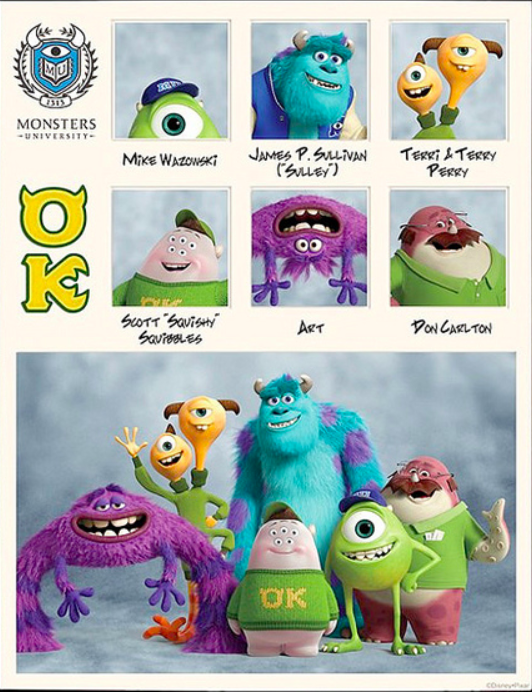 MU
1313
MONSTERS
-UNIVERSITY-
MIKE WAZOWSKI
JAMES P. SULLIVAN
("SULLEY")
TERRI & TERRY
PERRY
OK
SCOTT "SQUISHY"
SQUIBBLES
ART
DON CARLTON
OK
©Disney•Pixar